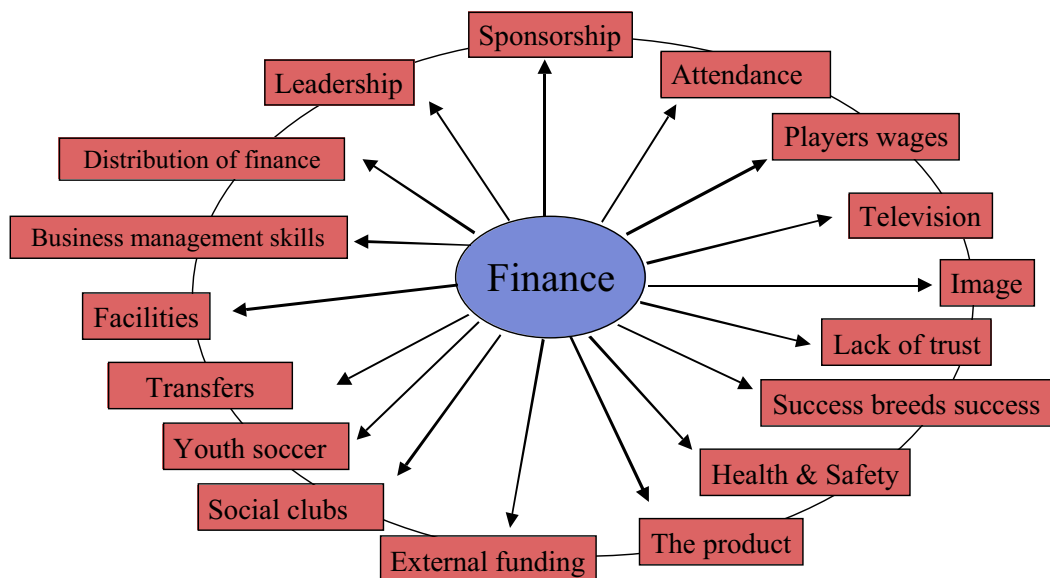 Sponsorship
Leadership
Attendance
Players wages
Distribution of finance
Television
Business management skills
Finance
Image
Facilities
Lack of trust
Transfers
Success breeds success
Youth soccer
Health & Safety
Social clubs
The product
External funding